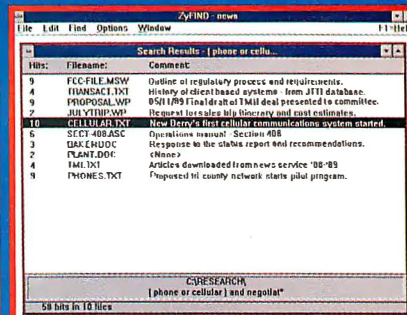 ZyFIND - news
File Edit Find Options Window F1=Help
Search Results - { phone or cellu...
Hits: Filename: Comment:
9 FCC-FILE.MSW Outline of regulatory process and requirements.
4 TRANSACT.TXT History of client based systems - from JTTI database.
9 PROPOSAL.WP 05/11/89 Final draft of TMil deal presented to committee.
2 JULYTRIP.WP Request for sales trip itinerary and cost estimates.
10 CELLULAR.TXT New Berry's first cellular communications system started.
6 SECT-408.ASC Operations manual - Section 408
3 BAKER.DOC Response to the status report and recommendations.
2 PLANT.DOC <None>
4 TMI.TXT Articles downloaded from news service '88-'89
9 PHONES.TXT Proposed tri county network starts pilot program.
C:\RESEARCH\
{ phone or cellular } and negotiat*
58 hits in 10 files